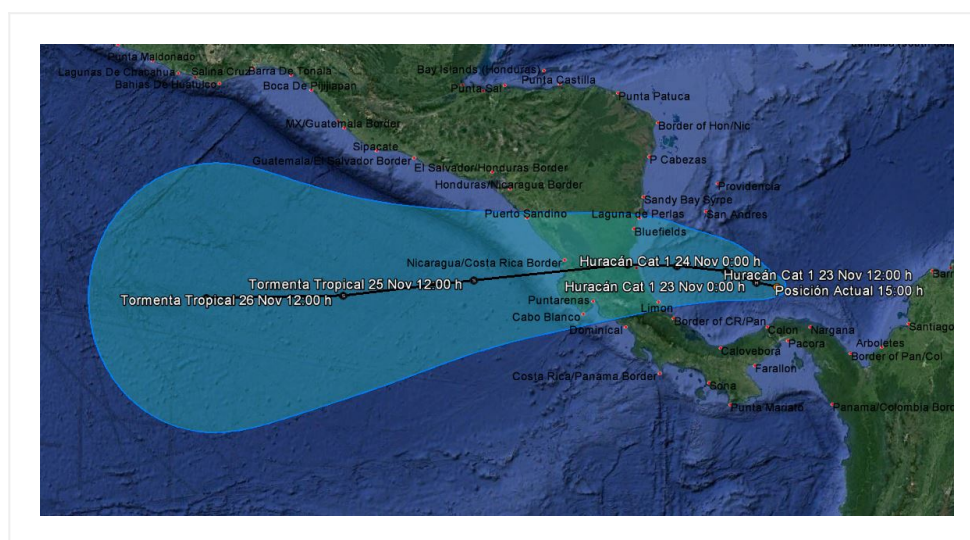 Punta Maldonado
Lagunas De Chacahua
Salina Cruz
Barra De Tonala
Bahias De Huatulco
Boca De Pijijiapan
Bay Islands (Honduras)
Punta Castilla
Punta Sal
Punta Patuca
MX/Guatemala Border
Border of Hon/Nic
Sipacate
Guatemala/El Salvador Border
P Cabezas
El Salvador/Honduras Border
Honduras/Nicaragua Border
Providencia
Sandy Bay Syrpe
Puerto Sandino
Laguna de Perlas
San Andres
Bluefields
Nicaragua/Costa Rica Border
Huracán Cat 1 24 Nov 0:00 h
Huracán Cat 1 23 Nov 12:00 h
Tormenta Tropical 25 Nov 12:00 h
Huracán Cat 1 23 Nov 0:00 h
Posición Actual 15:00 h
Tormenta Tropical 26 Nov 12:00 h
Puntarenas
Limon
Cabo Blanco
Border of CR/Pan
Dominical
Colon
Nargana
Santiago
Pacora
Calovebora
Arboletes
Border of Pan/Col
Farallon
Costa Rica/Panama Border
Sona
Punta Mariato
Panama/Colombia Bord